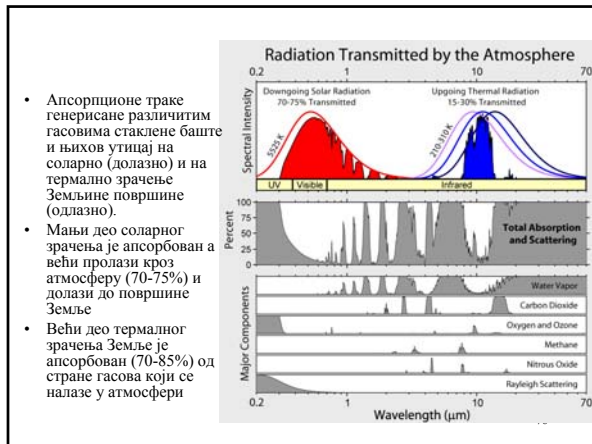 • Апсорпционе траке
генерисане различитим
гасовима стаклене баште
и њихов утицај на
соларно (долазно) и на
термално зрачење
Земљине површине
(одлазно).
• Мањи део соларног
зрачења је апсорбован а
већи пролази кроз
атмосферу (70-75%) и
долази до површине
Земље
• Већи део термалног
зрачења Земље је
апсорбован (70-85%) од
стране гасова који се
налазе у атмосфери
Radiation Transmitted by the Atmosphere
0.2 1 10 70
Downgoing Solar Radiation
70-75% Transmitted
Upgoing Thermal Radiation
15-30% Transmitted
Spectral Intensity
5525 K
210-310 K
UV Visible Infrared
Percent
100
75
50
25
0
Total Absorption
and Scattering
Major Components
Water Vapor
Carbon Dioxide
Oxygen and Ozone
Methane
Nitrous Oxide
Rayleigh Scattering
0.2 1 10 70
Wavelength (μm)